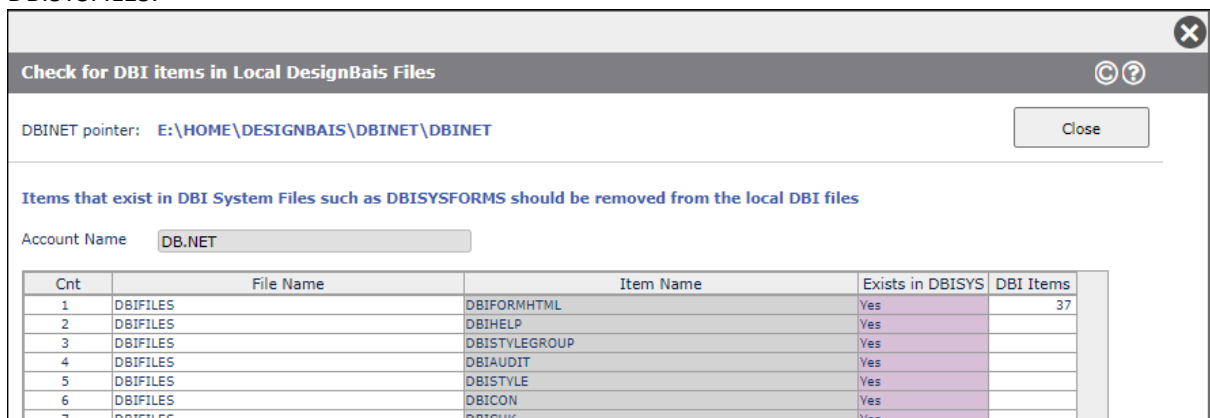 Check for DBI items in Local DesignBais Files
DBINET pointer: E:\HOME\DESIGNBAIS\DBINET\DBINET
Close
Items that exist in DBI System Files such as DBISYSFORMS should be removed from the local DBI files
Account Name DB.NET
Cnt File Name Item Name Exists in DBISYS DBI Items
1 DBIFILES DBIFORMHTML Yes 37
2 DBIFILES DBIHELP Yes
3 DBIFILES DBISTYLEGROUP Yes
4 DBIFILES DBIAUDIT Yes
5 DBIFILES DBISTYLE Yes
6 DBIFILES DBICON Yes